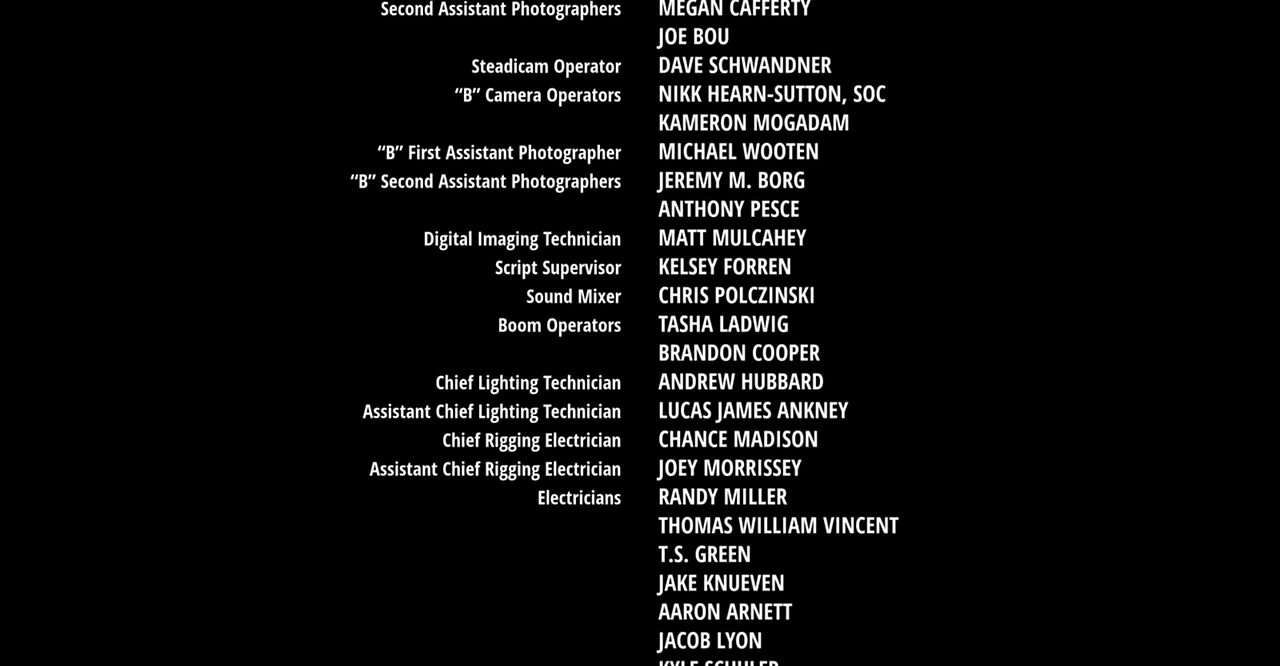 Second Assistant Photographers MEGAN CAFFERTY
JOE BOU
Steadicam Operator DAVE SCHWANDNER
“B” Camera Operators NIKK HEARN-SUTTON, SOC
KAMERON MOGADAM
“B” First Assistant Photographer MICHAEL WOOTEN
“B” Second Assistant Photographers JEREMY M. BORG
ANTHONY PESCE
Digital Imaging Technician MATT MULCAHEY
Script Supervisor KELSEY FORREN
Sound Mixer CHRIS POLCZINSKI
Boom Operators TASHA LADWIG
BRANDON COOPER
Chief Lighting Technician ANDREW HUBBARD
Assistant Chief Lighting Technician LUCAS JAMES ANKNEY
Chief Rigging Electrician CHANCE MADISON
Assistant Chief Rigging Electrician JOEY MORRISSEY
Electricians RANDY MILLER
THOMAS WILLIAM VINCENT
T.S. GREEN
JAKE KNUEVEN
AARON ARNETT
JACOB LYON
KYLE